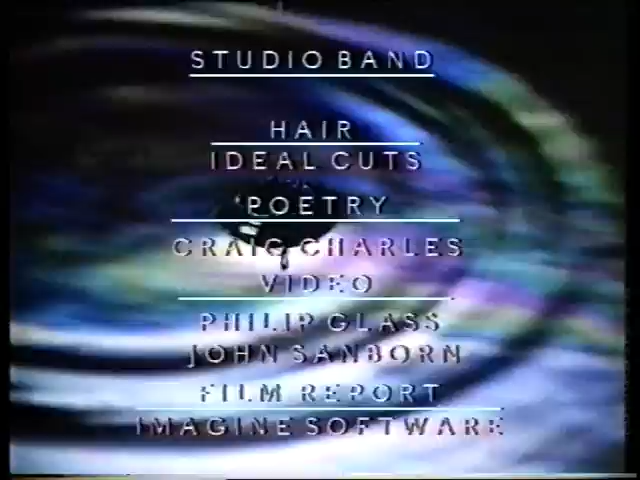 STUDIO BAND
HAIR
IDEAL CUTS
POETRY
CRAIG CHARLES
VIDEO
PHILIP GLASS
JOHN SANBORN
FILM REPORT
IMAGINE SOFTWARE